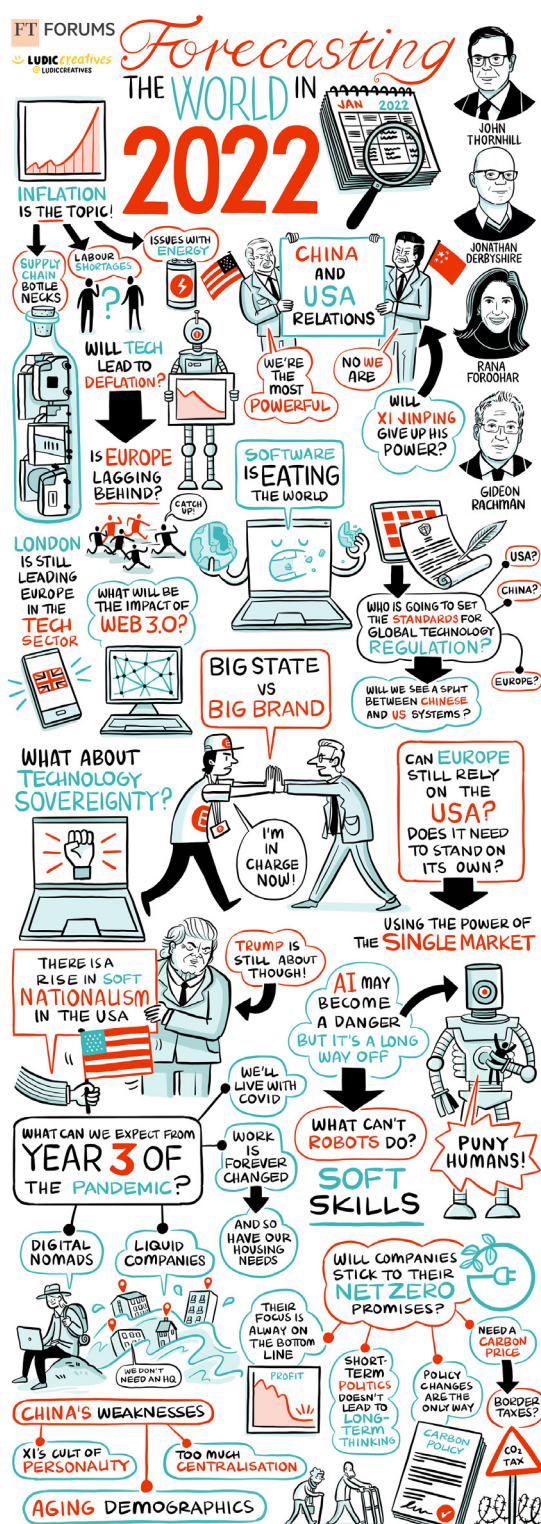 FT FORUMS
LUDIC creatives
@LUDICCREATIVES
Forecasting
THE WORLD IN
2022
JAN 2022
JOHN
THORNHILL
JONATHAN
DERBYSHIRE
RANA
FOROOHAR
GIDEON
RACHMAN
INFLATION
IS THE TOPIC!
SUPPLY
CHAIN
BOTTLE
NECKS
LABOUR
SHORTAGES
?
ISSUES WITH
ENERGY
CHINA
AND
USA
RELATIONS
WE'RE
THE
MOST
POWERFUL
NO WE
ARE
WILL
XI JINPING
GIVE UP HIS
POWER?
WILL TECH
LEAD TO
DEFLATION?
IS EUROPE
LAGGING
BEHIND?
CATCH
UP!
SOFTWARE
IS EATING
THE WORLD
LONDON
IS STILL
LEADING
EUROPE
IN THE
TECH
SECTOR
WHAT WILL BE
THE IMPACT OF
WEB 3.0?
WHO IS GOING TO SET
THE STANDARDS FOR
GLOBAL TECHNOLOGY
REGULATION?
USA?
CHINA?
EUROPE?
WILL WE SEE A SPLIT
BETWEEN CHINESE
AND US SYSTEMS?
BIG STATE
VS
BIG BRAND
WHAT ABOUT
TECHNOLOGY
SOVEREIGNTY?
I'M
IN
CHARGE
NOW!
CAN EUROPE
STILL RELY
ON THE
USA?
DOES IT NEED
TO STAND ON
ITS OWN?
USING THE POWER OF
THE SINGLE MARKET
THERE IS A
RISE IN SOFT
NATIONALISM
IN THE USA
TRUMP IS
STILL ABOUT
THOUGH!
AI MAY
BECOME
A DANGER
BUT IT'S A LONG
WAY OFF
WHAT CAN'T
ROBOTS DO?
SOFT
SKILLS
PUNY
HUMANS!
WHAT CAN WE EXPECT FROM
YEAR 3 OF
THE PANDEMIC?
WE'LL
LIVE WITH
COVID
WORK
IS
FOREVER
CHANGED
AND SO
HAVE OUR
HOUSING
NEEDS
DIGITAL
NOMADS
LIQUID
COMPANIES
WE DON'T
NEED AN HQ
WILL COMPANIES
STICK TO THEIR
NET ZERO
PROMISES?
THEIR
FOCUS IS
ALWAY ON
THE BOTTOM
LINE
PROFIT
SHORT-
TERM
POLITICS
DOESN'T
LEAD TO
LONG-
TERM
THINKING
POLICY
CHANGES
ARE THE
ONLY WAY
CARBON
POLICY
NEED A
CARBON
PRICE
BORDER
TAXES?
CO2
TAX
CHINA'S WEAKNESSES
XI'S CULT OF
PERSONALITY
TOO MUCH
CENTRALISATION
AGING DEMOGRAPHICS